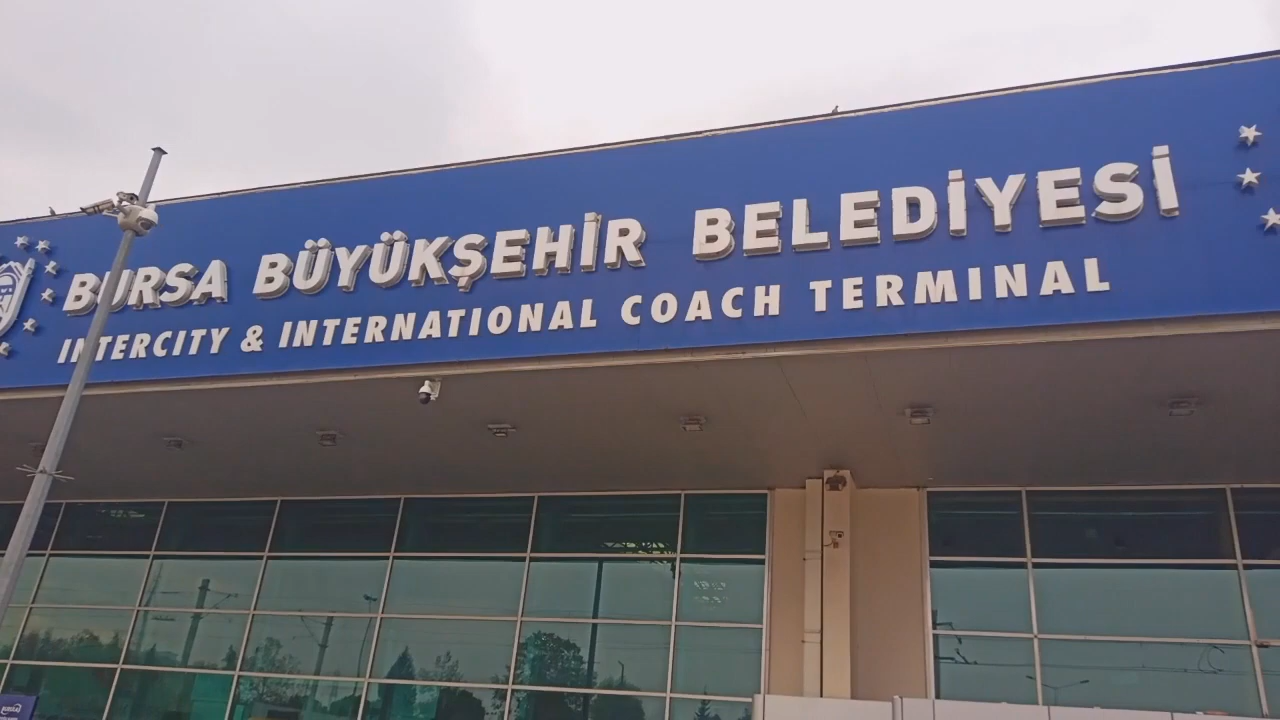 BURSA BÜYÜKŞEHİR BELEDİYESİ
INTERCITY & INTERNATIONAL COACH TERMINAL